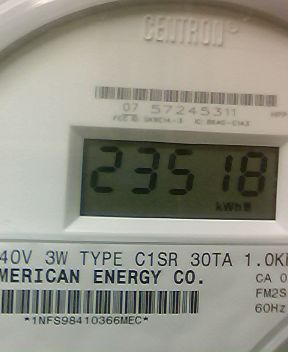 CENTRON®
07 57245311
23518
kWh
40V 3W TYPE C1SR 30TA 1.0K
MERICAN ENERGY CO.
CA 0
FM2S
60Hz
*1NFS98410366MEC*